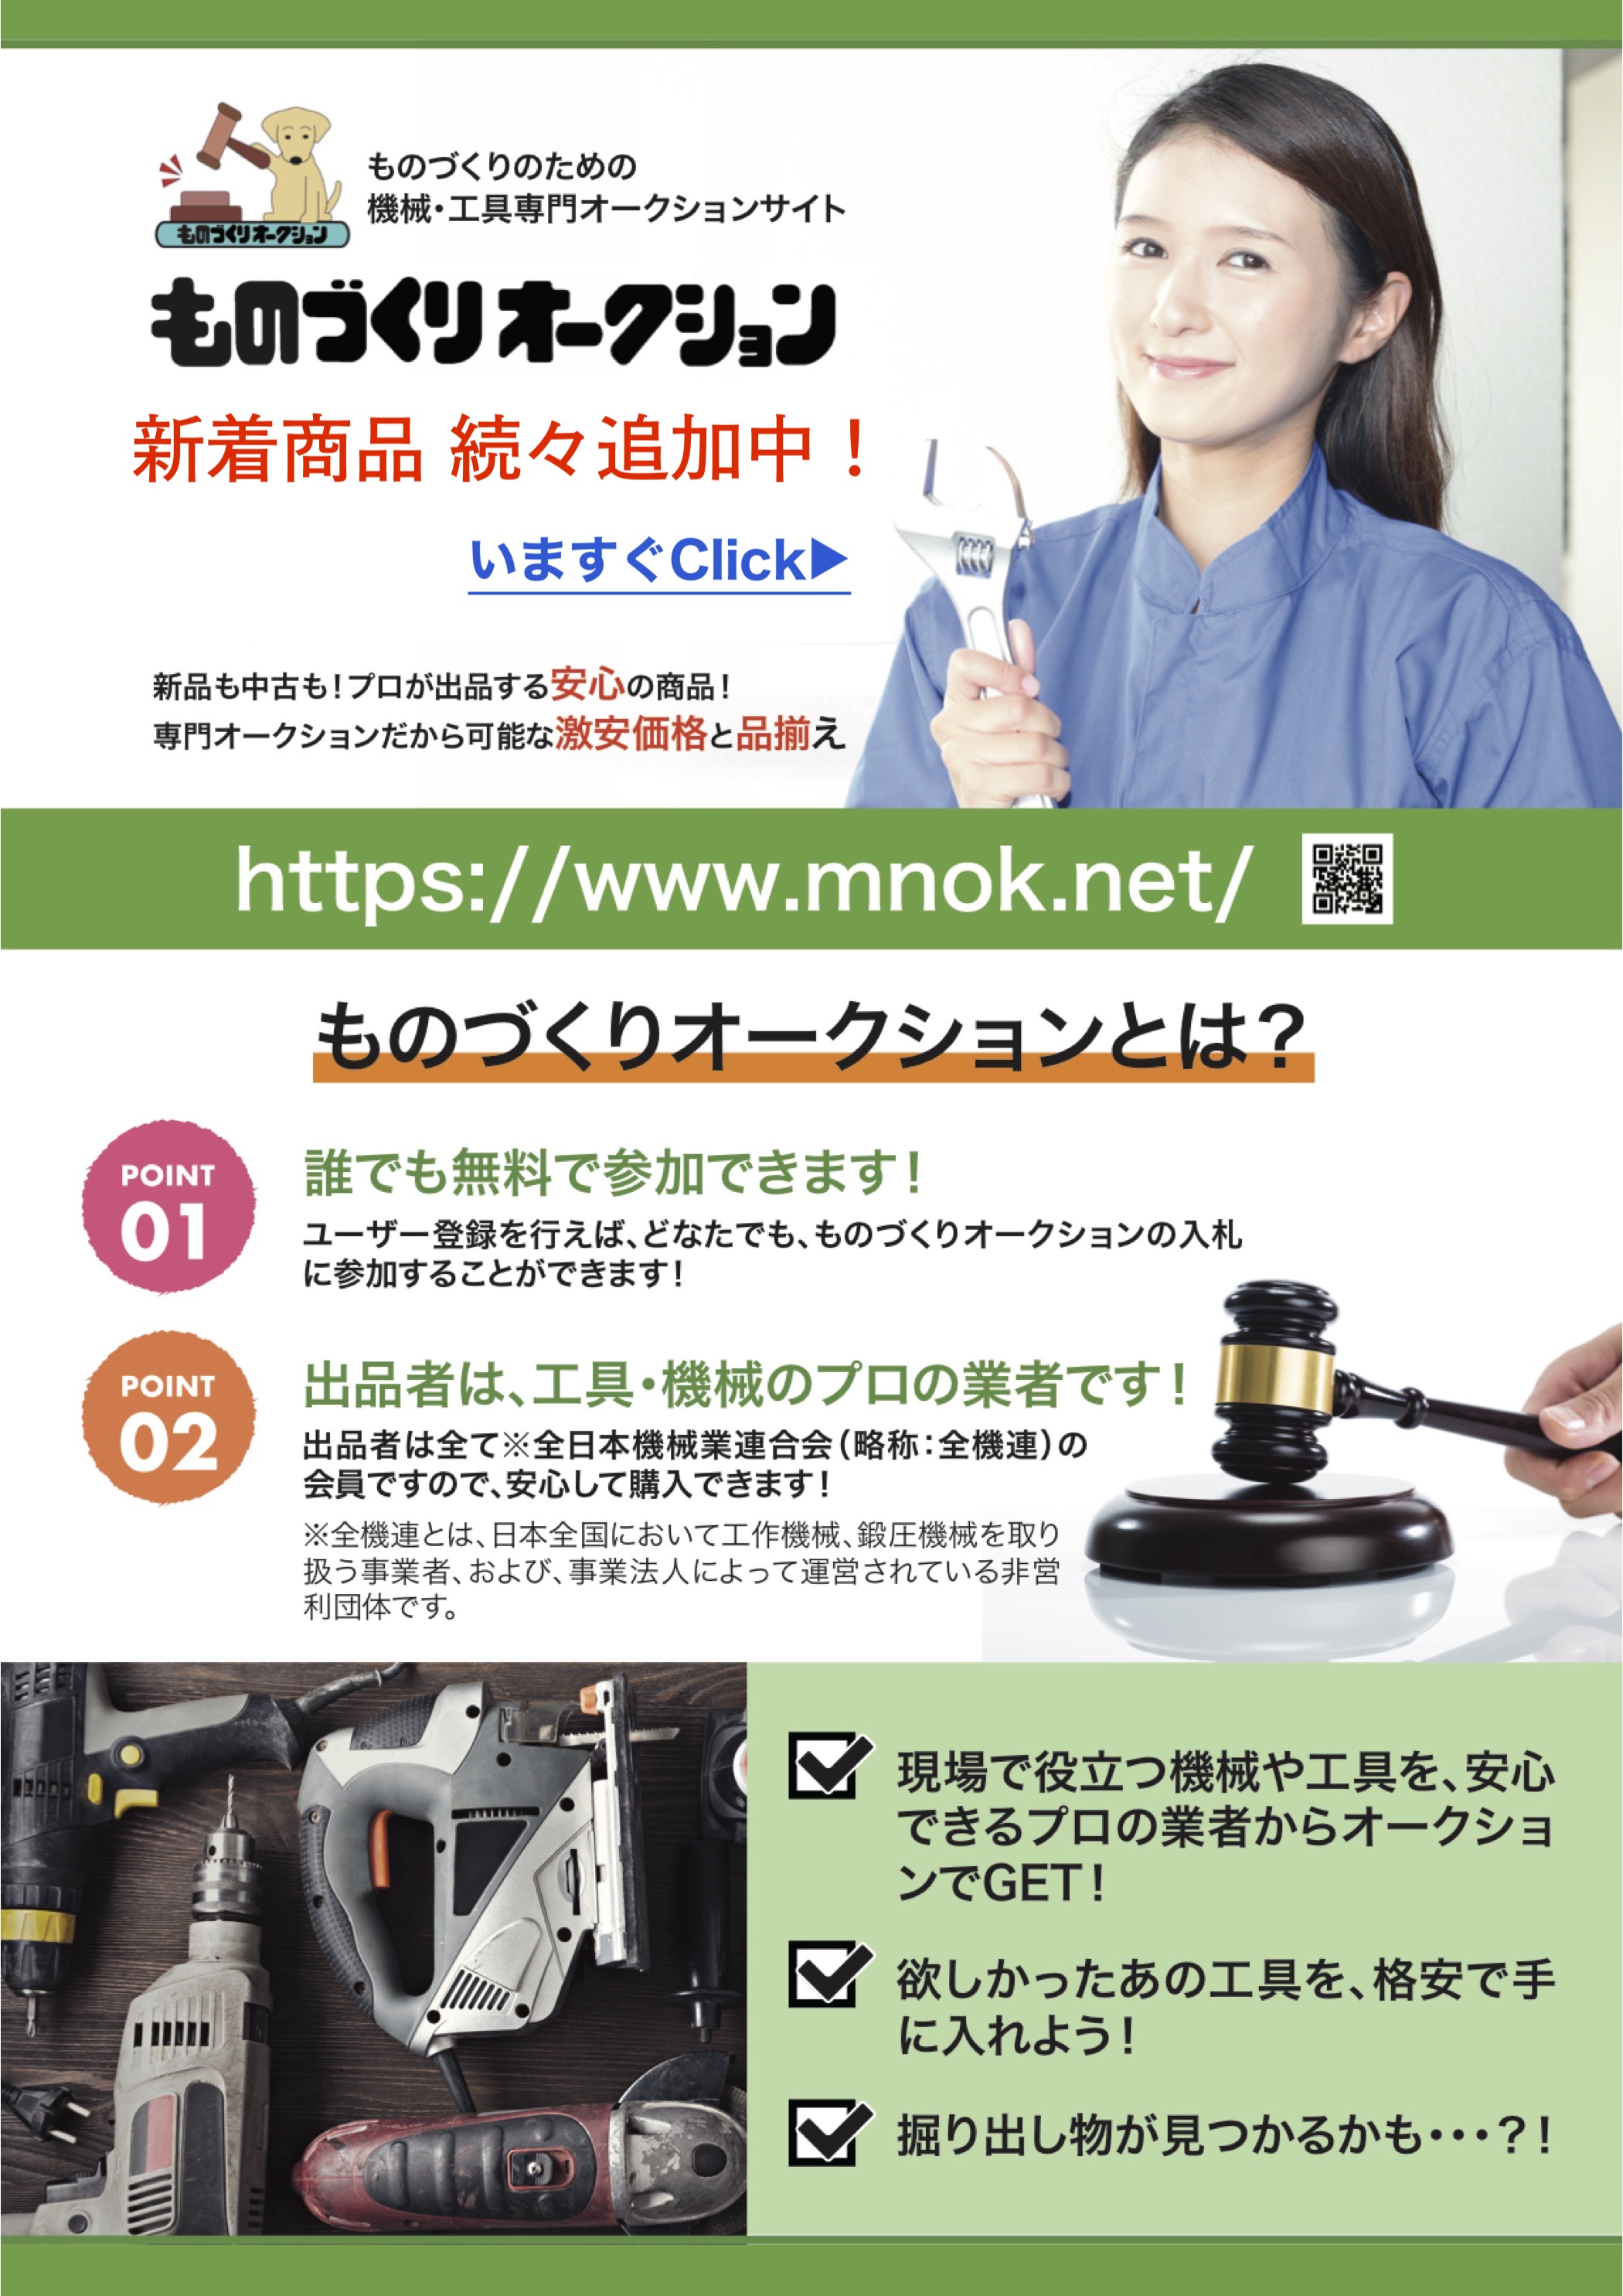 ものづくりのための
機械・工具専門オークションサイト
ものづくりオークション
ものづくり オークション
新着商品 続々追加中！
いますぐClick▶
新品も中古も！プロが出品する安心の商品！
専門オークションだから可能な激安価格と品揃え
https://www.mnok.net/
ものづくりオークションとは？
POINT
01
誰でも無料で参加できます！
ユーザー登録を行えば、どなたでも、ものづくりオークションの入札
に参加することができます！
POINT
02
出品者は、工具・機械のプロの業者です！
出品者は全て※全日本機械業連合会（略称：全機連）の
会員ですので、安心して購入できます！
※全機連とは、日本全国において工作機械、鍛圧機械を取り
扱う事業者、および、事業法人によって運営されている非営
利団体です。
現場で役立つ機械や工具を、安心
できるプロの業者からオークショ
ンでGET！
欲しかったあの工具を、格安で手
に入れよう！
掘り出し物が見つかるかも・・・？！